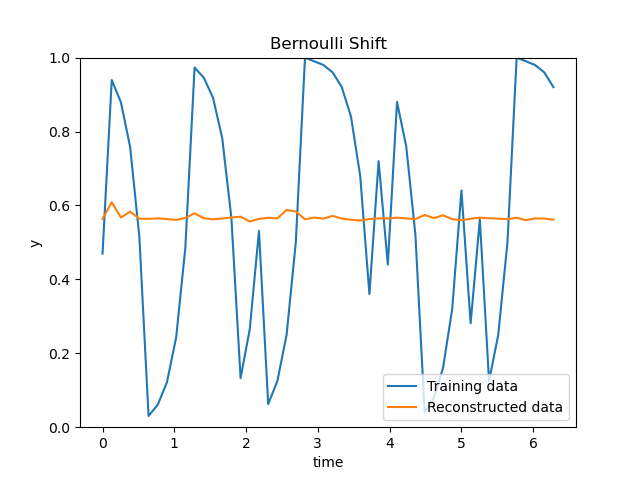 Bernoulli Shift
1.0
0.8
0.6
0.4
0.2
0.0
y
0 1 2 3 4 5 6
time
Training data
Reconstructed data